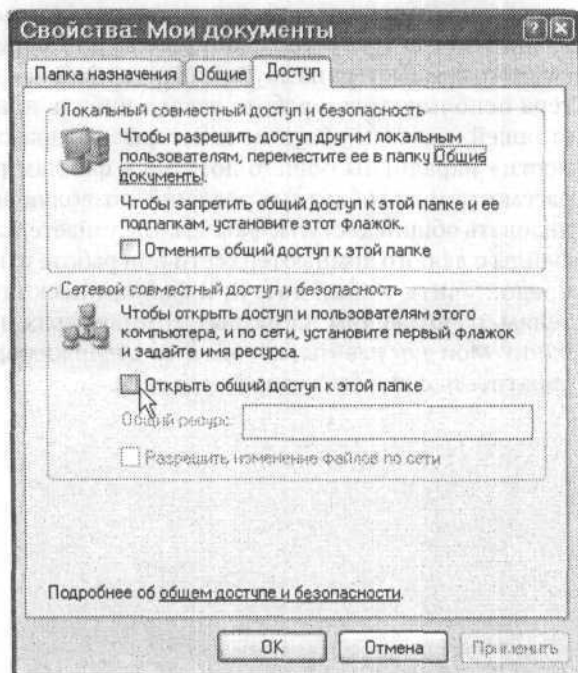 Свойства: Мои документы
Папка назначения Общие Доступ
Локальный совместный доступ и безопасность
Чтобы разрешить доступ другим локальным
пользователям, переместите ее в папку Общие
документы.
Чтобы запретить общий доступ к этой папке и ее
подпапкам, установите этот флажок.
Отменить общий доступ к этой папке
Сетевой совместный доступ и безопасность
Чтобы открыть доступ и пользователям этого
компьютера, и по сети, установите первый флажок
и задайте имя ресурса.
Открыть общий доступ к этой папке
Общий ресурс:
Разрешить изменение файлов по сети
Подробнее об общем доступе и безопасности.
OK Отмена Применить